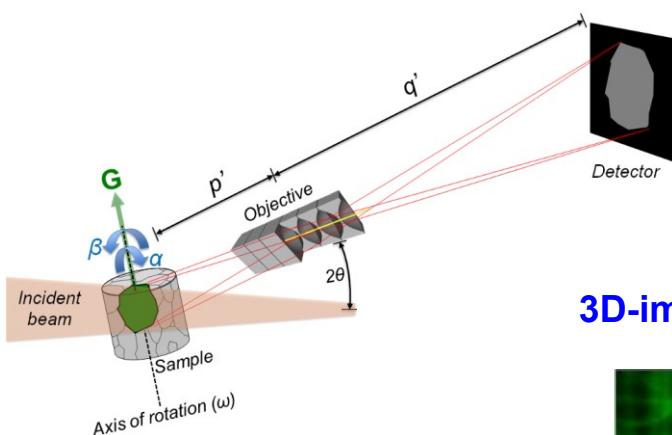 q'
p'
Objective
Detector
G
β
α
2θ
Incident
beam
Sample
Axis of rotation (ω)
3D-im